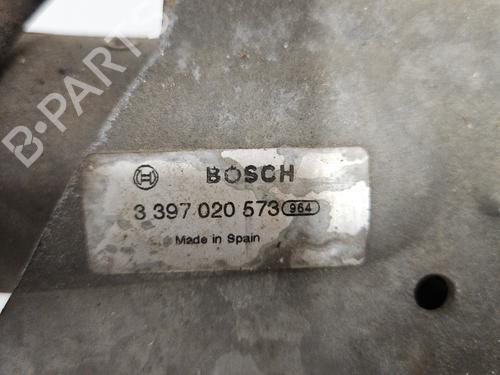 B-PARTS
BOSCH
3 397 020 573 964
Made in Spain